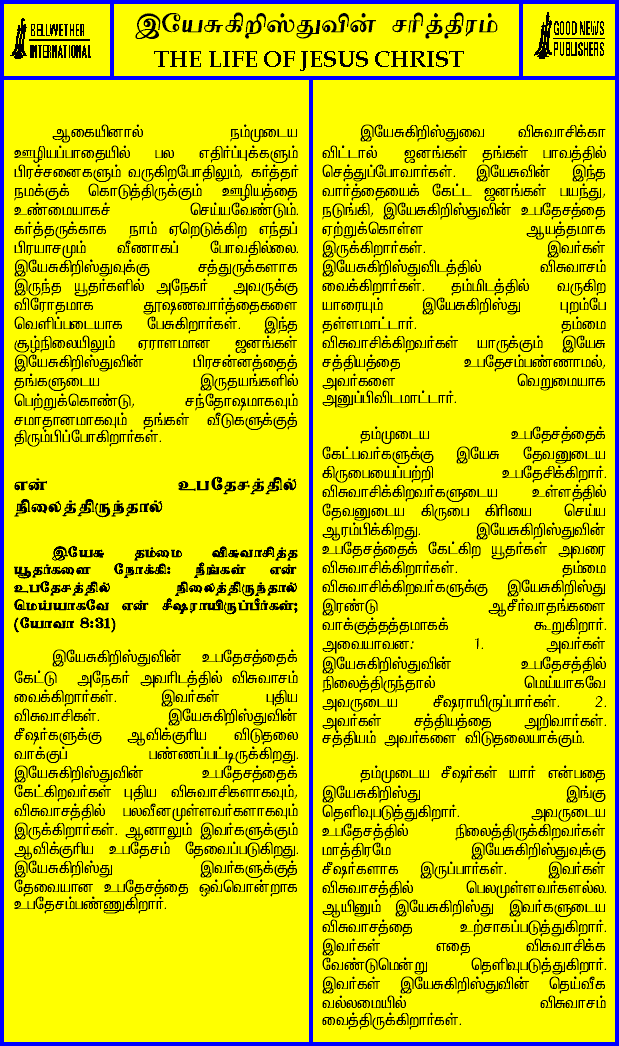 BELLWETHER
INTERNATIONAL
இயேசுகிறிஸ்துவின் சரித்திரம்
THE LIFE OF JESUS CHRIST
GOOD NEWS
PUBLISHERS
ஆகையினால் நம்முடைய
ஊழியப்பாதையில் பல எதிர்ப்புக்களும்
பிரச்சனைகளும் வருகிறபோதிலும், கர்த்தர்
நமக்குக் கொடுத்திருக்கும் ஊழியத்தை
உண்மையாகச் செய்யவேண்டும்.
கர்த்தருக்காக நாம் ஏறெடுக்கிற எந்தப்
பிரயாசமும் வீணாகப் போவதில்லை.
இயேசுகிறிஸ்துவுக்கு சத்துருக்களாக
இருந்த யூதர்களில் அநேகர் அவருக்கு
விரோதமாக தூஷணவார்த்தைகளை
வெளிப்படையாக பேசுகிறார்கள். இந்த
சூழ்நிலையிலும் ஏராளமான ஜனங்கள்
இயேசுகிறிஸ்துவின் பிரசன்னத்தைத்
தங்களுடைய இருதயங்களில்
பெற்றுக்கொண்டு, சந்தோஷமாகவும்
சமாதானமாகவும் தங்கள் வீடுகளுக்குத்
திரும்பிப்போகிறார்கள்.
என் உபதேசத்தில்
நிலைத்திருந்தால்
இயேசு தம்மை விசுவாசித்த
யூதர்களை நோக்கி: நீங்கள் என்
உபதேசத்தில் நிலைத்திருந்தால்
மெய்யாகவே என் சீஷராயிருப்பீர்கள்;
(யோவா 8:31)
இயேசுகிறிஸ்துவின் உபதேசத்தைக்
கேட்டு அநேகர் அவரிடத்தில் விசுவாசம்
வைக்கிறார்கள். இவர்கள் புதிய
விசுவாசிகள். இயேசுகிறிஸ்துவின்
சீஷர்களுக்கு ஆவிக்குரிய விடுதலை
வாக்குப் பண்ணப்பட்டிருக்கிறது.
இயேசுகிறிஸ்துவின் உபதேசத்தைக்
கேட்கிறவர்கள் புதிய விசுவாசிகளாகவும்,
விசுவாசத்தில் பலவீனமுள்ளவர்களாகவும்
இருக்கிறார்கள். ஆனாலும் இவர்களுக்கும்
ஆவிக்குரிய உபதேசம் தேவைப்படுகிறது.
இயேசுகிறிஸ்து இவர்களுக்குத்
தேவையான உபதேசத்தை ஒவ்வொன்றாக
உபதேசம்பண்ணுகிறார்.
இயேசுகிறிஸ்துவை விசுவாசிக்கா
விட்டால் ஜனங்கள் தங்கள் பாவத்தில்
செத்துப்போவார்கள். இயேசுவின் இந்த
வார்த்தையைக் கேட்ட ஜனங்கள் பயந்து,
நடுங்கி, இயேசுகிறிஸ்துவின் உபதேசத்தை
ஏற்றுக்கொள்ள ஆயத்தமாக
இருக்கிறார்கள். இவர்கள்
இயேசுகிறிஸ்துவிடத்தில் விசுவாசம்
வைக்கிறார்கள். தம்மிடத்தில் வருகிற
யாரையும் இயேசுகிறிஸ்து புறம்பே
தள்ளமாட்டார். தம்மை
விசுவாசிக்கிறவர்கள் யாருக்கும் இயேசு
சத்தியத்தை உபதேசம்பண்ணாமல்,
அவர்களை வெறுமையாக
அனுப்பிவிடமாட்டார்.
தம்முடைய உபதேசத்தைக்
கேட்பவர்களுக்கு இயேசு தேவனுடைய
கிருபையைப்பற்றி உபதேசிக்கிறார்.
விசுவாசிக்கிறவர்களுடைய உள்ளத்தில்
தேவனுடைய கிருபை கிரியை செய்ய
ஆரம்பிக்கிறது. இயேசுகிறிஸ்துவின்
உபதேசத்தைக் கேட்கிற யூதர்கள் அவரை
விசுவாசிக்கிறார்கள். தம்மை
விசுவாசிக்கிறவர்களுக்கு இயேசுகிறிஸ்து
இரண்டு ஆசீர்வாதங்களை
வாக்குத்தத்தமாகக் கூறுகிறார்.
அவையாவன: 1. அவர்கள்
இயேசுகிறிஸ்துவின் உபதேசத்தில்
நிலைத்திருந்தால் மெய்யாகவே
அவருடைய சீஷராயிருப்பார்கள். 2.
அவர்கள் சத்தியத்தை அறிவார்கள்.
சத்தியம் அவர்களை விடுதலையாக்கும்.
தம்முடைய சீஷர்கள் யார் என்பதை
இயேசுகிறிஸ்து இங்கு
தெளிவுபடுத்துகிறார். அவருடைய
உபதேசத்தில் நிலைத்திருக்கிறவர்கள்
மாத்திரமே இயேசுகிறிஸ்துவுக்கு
சீஷர்களாக இருப்பார்கள். இவர்கள்
விசுவாசத்தில் பெலமுள்ளவர்களல்ல.
ஆயினும் இயேசுகிறிஸ்து இவர்களுடைய
விசுவாசத்தை உற்சாகப்படுத்துகிறார்.
இவர்கள் எதை விசுவாசிக்க
வேண்டுமென்று தெளிவுபடுத்துகிறார்.
இவர்கள் இயேசுகிறிஸ்துவின் தெய்வீக
வல்லமையில் விசுவாசம்
வைத்திருக்கிறார்கள்.